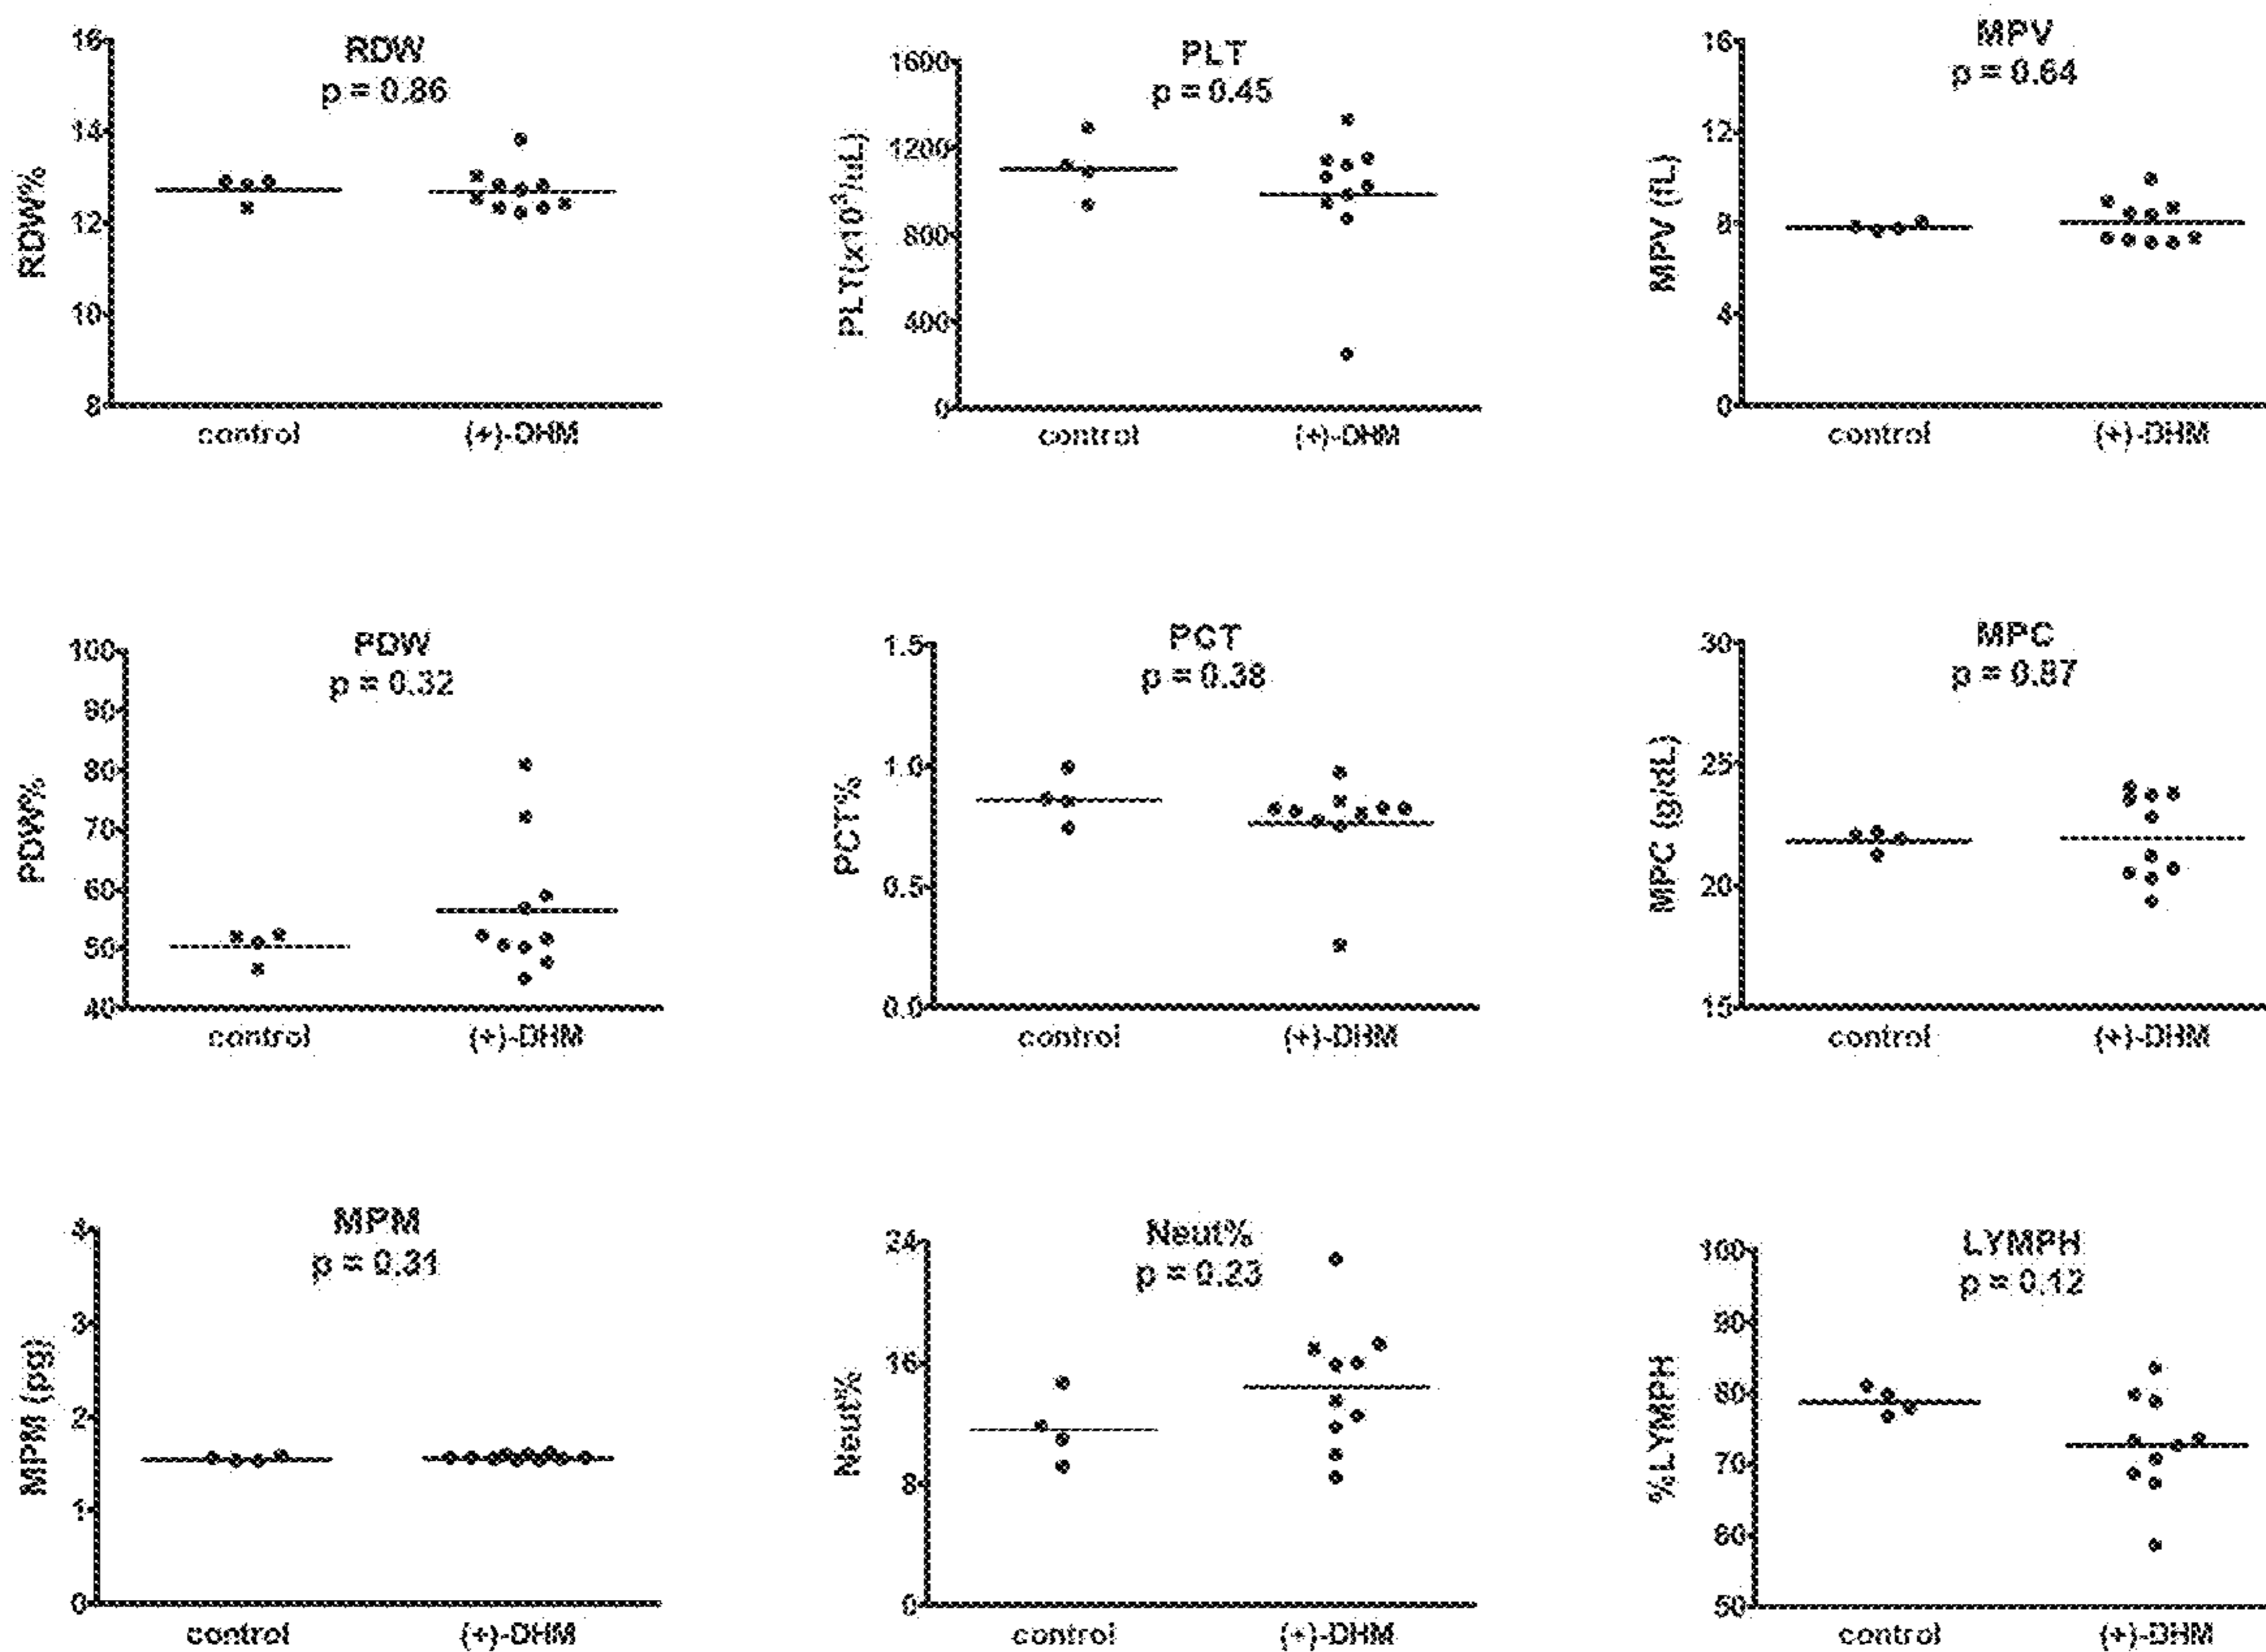 RDW
p = 0.86
RDW%
16
14
12
10
8
control
(+)-DHM
PLT
p = 0.45
PLT(x10³/uL)
1600
1200
800
400
0
control
(+)-DHM
MPV
p = 0.64
MPV (fL)
16
12
8
4
0
control
(+)-DHM
PDW
p = 0.32
PDW%
100
90
80
70
60
50
40
control
(+)-DHM
PCT
p = 0.38
PCT%
1.5
1.0
0.5
0.0
control
(+)-DHM
MPC
p = 0.87
MPC (g/dL)
30
25
20
15
control
(+)-DHM
MPM
p = 0.31
MPM (pg)
4
3
2
1
0
control
(+)-DHM
Neut%
p = 0.23
Neut%
24
16
8
0
control
(+)-DHM
LYMPH
p = 0.12
%LYMPH
100
90
80
70
60
50
control
(+)-DHM